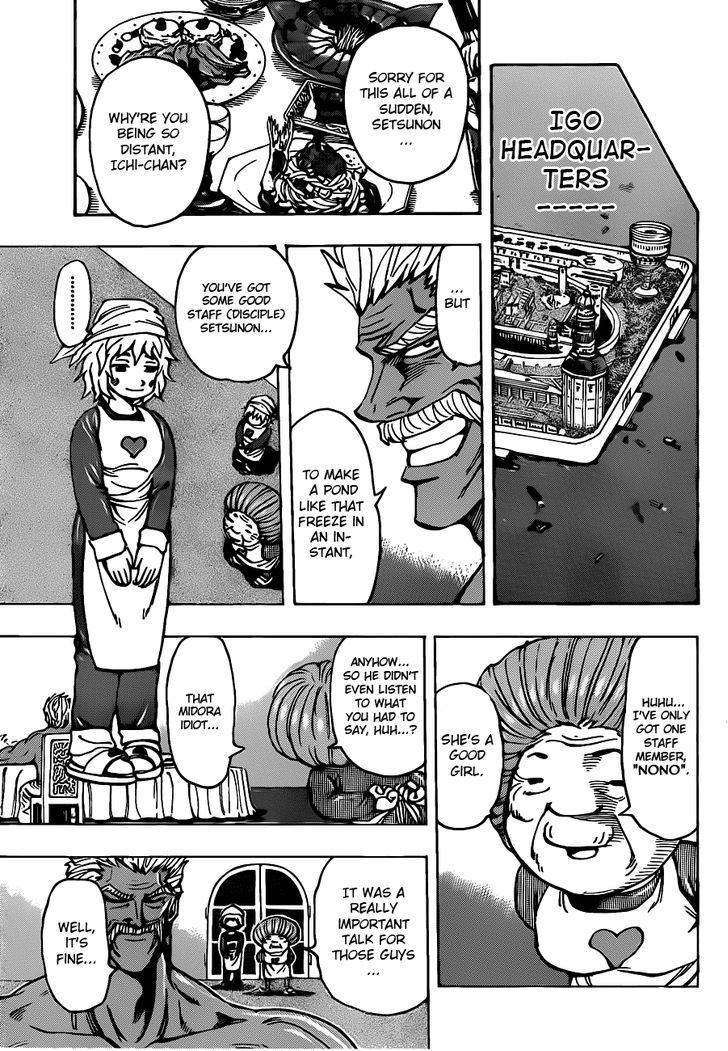 IGO
HEADQUAR-
TERS
-----
SORRY FOR
THIS ALL OF A
SUDDEN,
SETSUNON
...
WHY'RE YOU
BEING SO
DISTANT,
ICHI-CHAN?
...
BUT
TO MAKE
A POND
LIKE THAT
FREEZE IN
AN IN-
STANT,
YOU'VE GOT
SOME GOOD
STAFF (DISCIPLE)
SETSUNON...
.........
HUHU...
I'VE ONLY
GOT ONE
STAFF
MEMBER,
"NONO".
SHE'S A
GOOD
GIRL.
ANYHOW...
SO HE DIDN'T
EVEN LISTEN
TO WHAT
YOU HAD TO
SAY, HUH...?
THAT
MIDORA
IDIOT...
IT WAS A
REALLY
IMPORTANT
TALK FOR
THOSE GUYS
...
WELL,
IT'S
FINE...